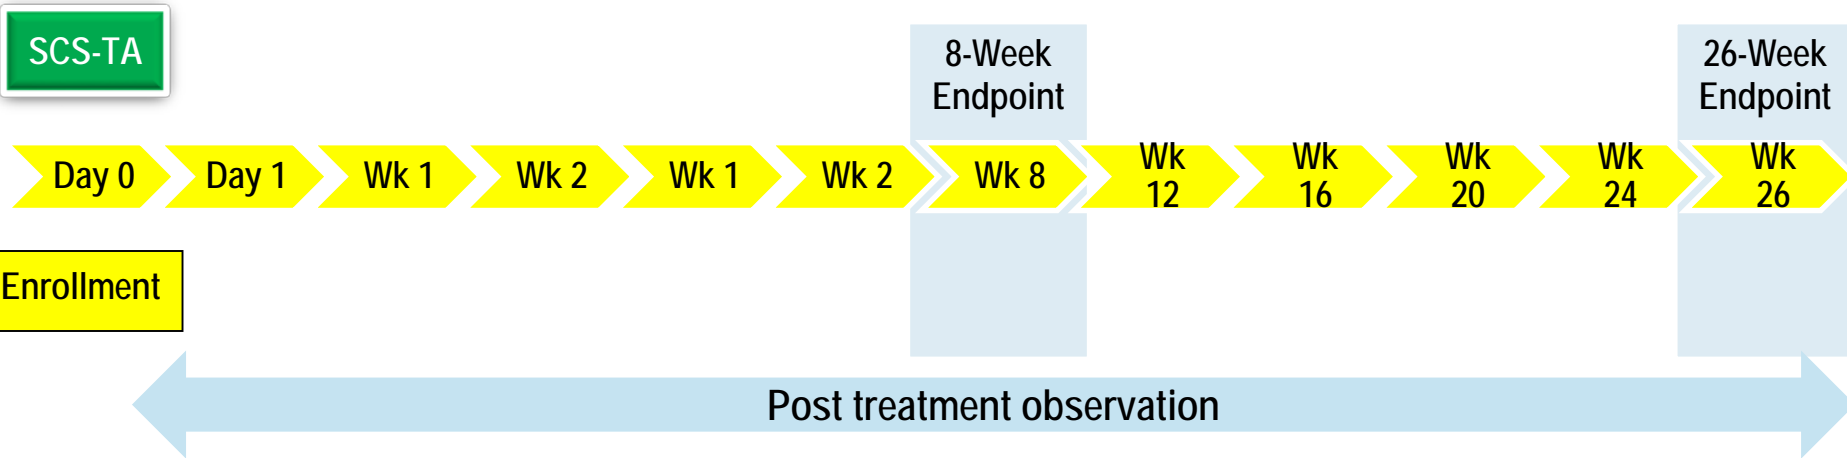 SCS-TA
8-Week
Endpoint
26-Week
Endpoint
Day 0
Day 1
Wk 1
Wk 2
Wk 1
Wk 2
Wk 8
Wk
12
Wk
16
Wk
20
Wk
24
Wk
26
Enrollment
Post treatment observation